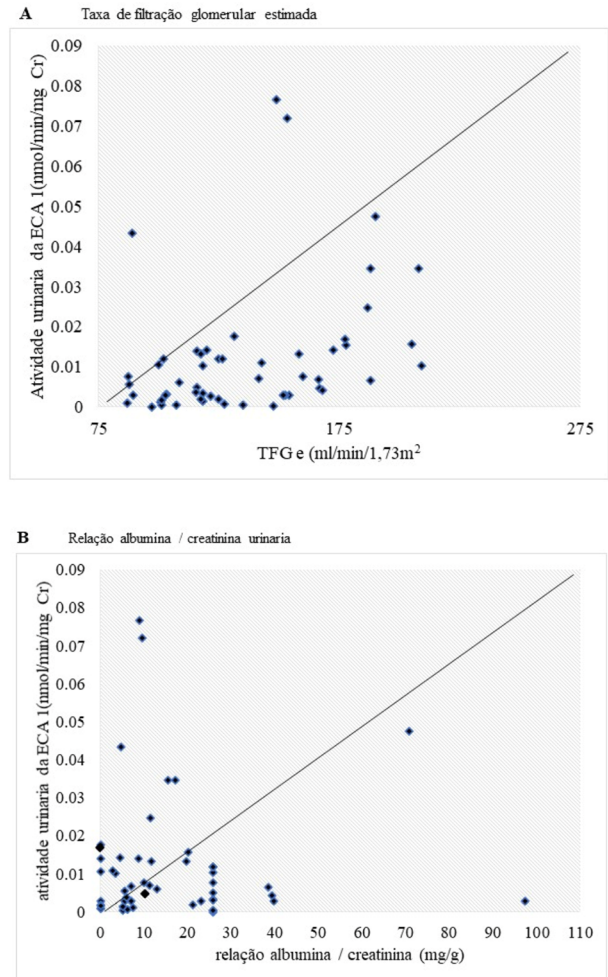 A Taxa de filtração glomerular estimada
Atividade urinaria da ECA 1(nmol/min/mg Cr)
0.09
0.08
0.07
0.06
0.05
0.04
0.03
0.02
0.01
0
75 175 275
TFG e (ml/min/1,73m²
B Relação albumina / creatinina urinaria
atividade urinaria da ECA 1(nmol/min/mg Cr)
0.09
0.08
0.07
0.06
0.05
0.04
0.03
0.02
0.01
0
0 10 20 30 40 50 60 70 80 90 100 110
relação albumina / creatinina (mg/g)